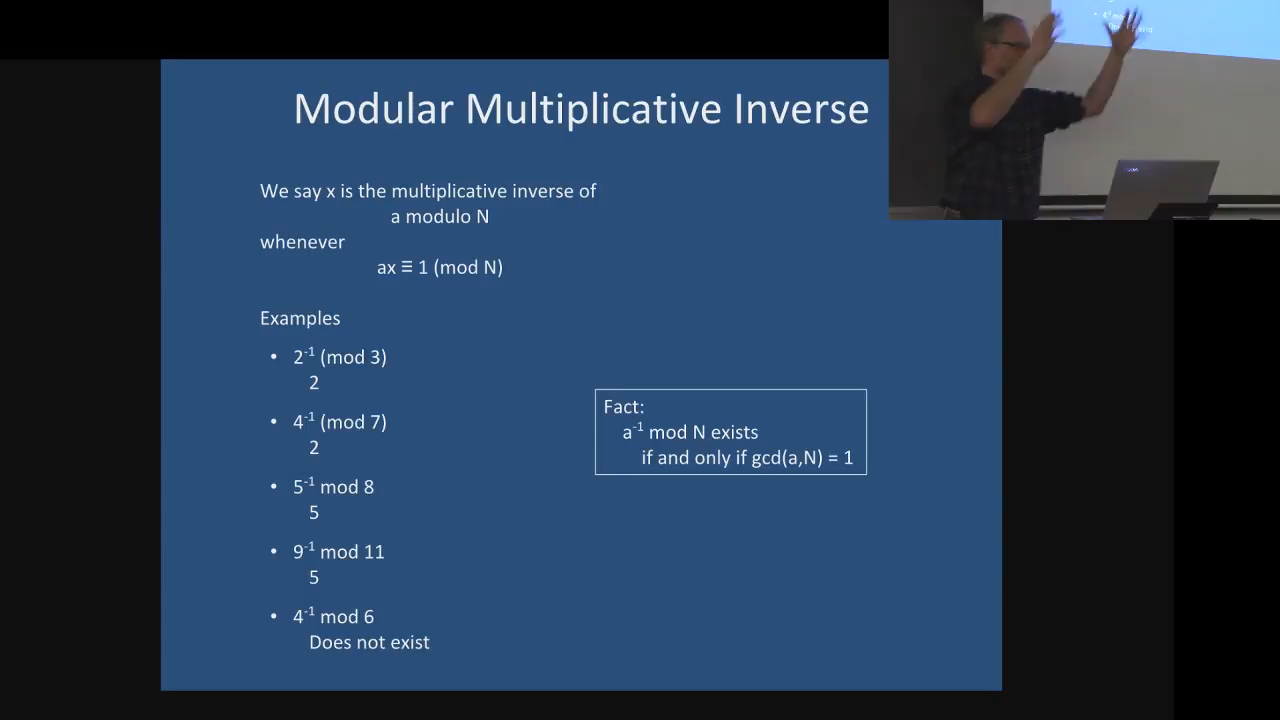 Modular Multiplicative Inverse
We say x is the multiplicative inverse of
a modulo N
whenever
ax ≡ 1 (mod N)
Examples
• 2⁻¹ (mod 3)
2
• 4⁻¹ (mod 7)
2
• 5⁻¹ mod 8
5
• 9⁻¹ mod 11
5
• 4⁻¹ mod 6
Does not exist
Fact:
a⁻¹ mod N exists
if and only if gcd(a,N) = 1